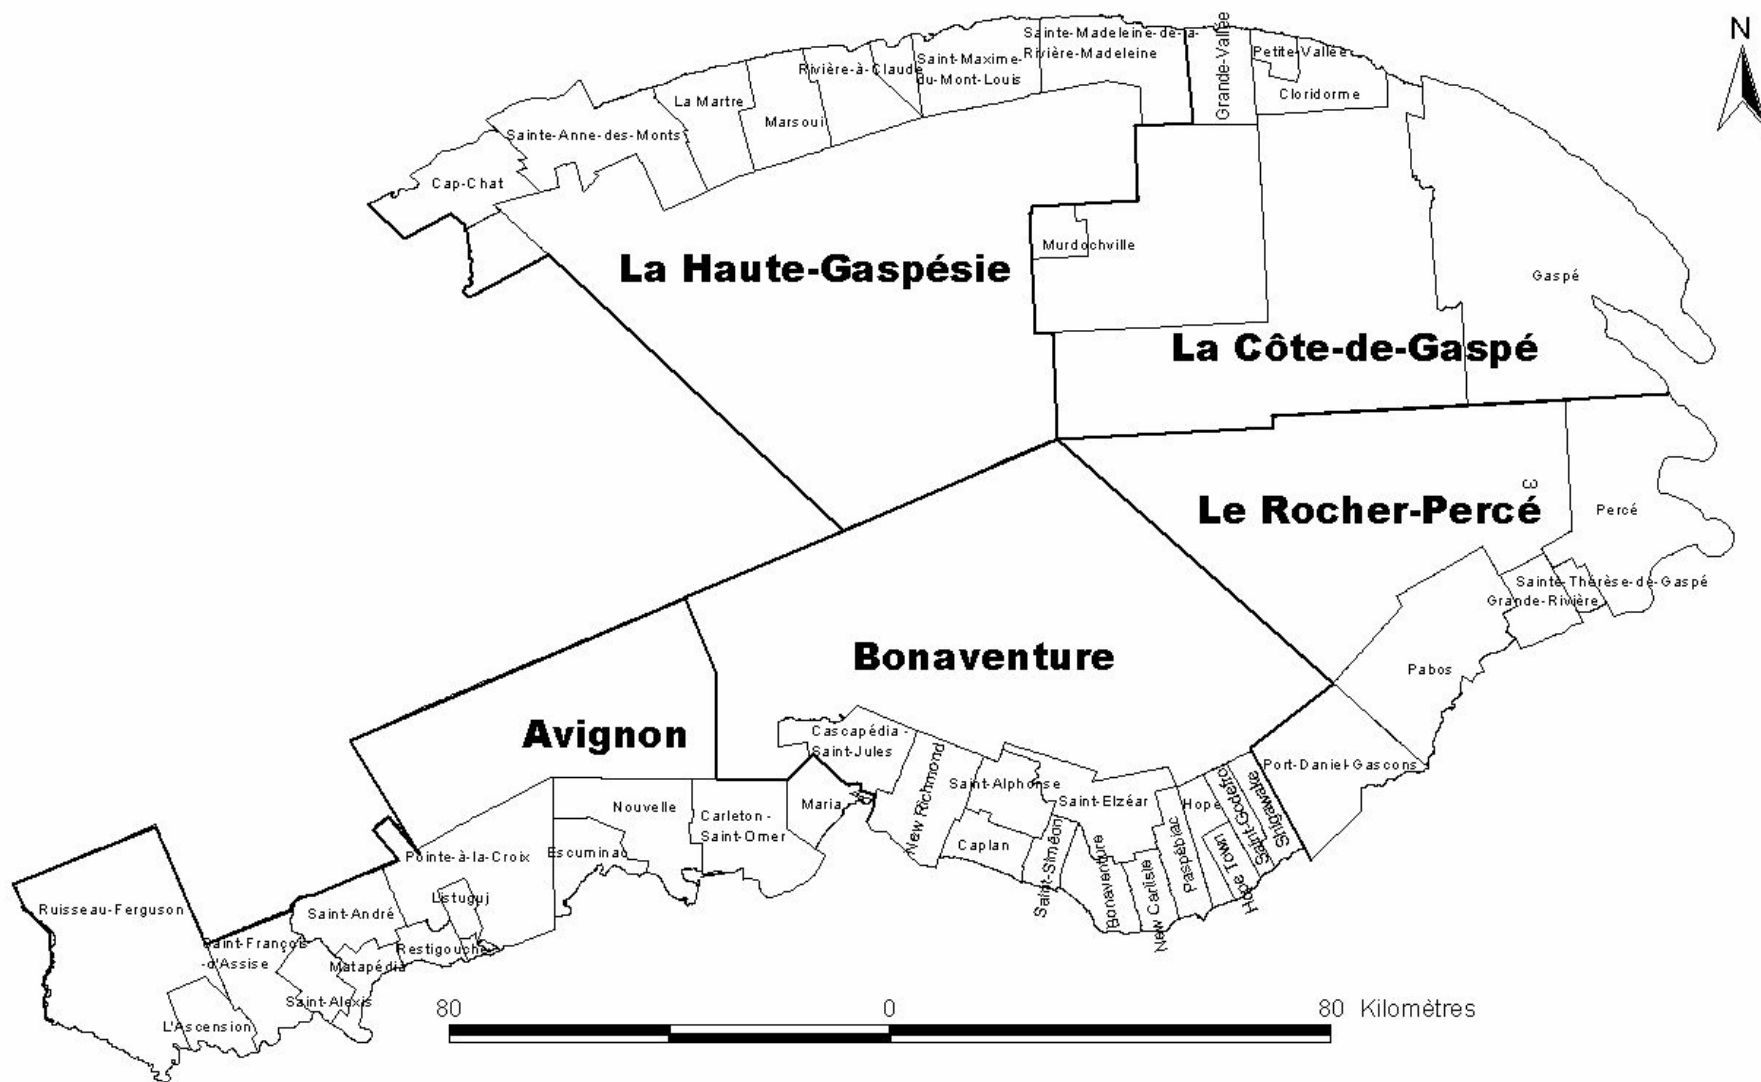 N
Sainte-Madeleine-de-la-
Rivière-Madeleine
Grande-Vallée
Petite-Vallée
Cloridorme
Saint-Maxime-
du-Mont-Louis
Rivière-à-Claude
La Martre
Marsoui
Sainte-Anne-des-Monts
Cap-Chat
Murdochville
La Haute-Gaspésie
Gaspé
La Côte-de-Gaspé
3
Le Rocher-Percé
Percé
Sainte-Thérèse-de-Gaspé
Grande-Rivière
Pabos
Bonaventure
Avignon
Cascapédia -
Saint-Jules
Port-Daniel-Gascons
New Richmond
Saint-Alphorse
Saint-Elzéar
Hope
Saint-Godefroi
Shigawake
Nouvelle
Carleton -
Saint-Omer
Maria
Caplan
Saint-Siméon
Bonaventure
New Carlisle
Paspébiac
Hope Town
Pointe-à-la-Croix
Escuminac
Listuguj
Ruisseau-Ferguson
Saint-André
Saint-François
-d'Assise
Restigouche
Matapédia
Saint-Alexis
L'Ascension
80 0 80 Kilomètres